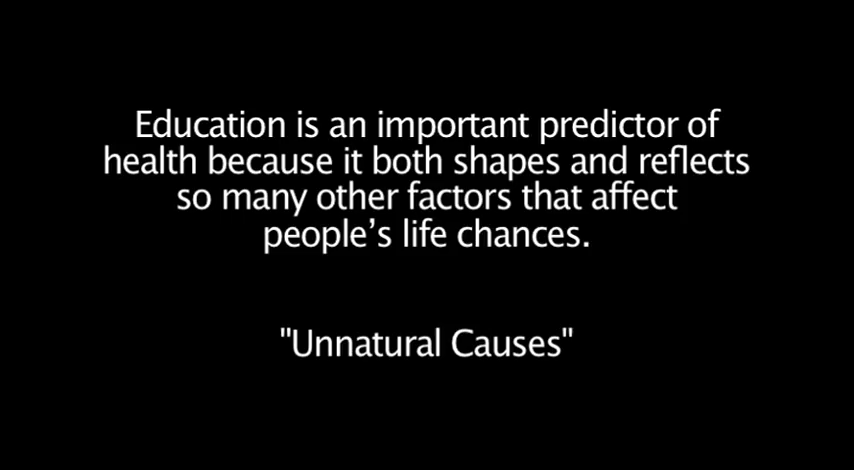 Education is an important predictor of
health because it both shapes and reflects
so many other factors that affect
people’s life chances.
"Unnatural Causes"